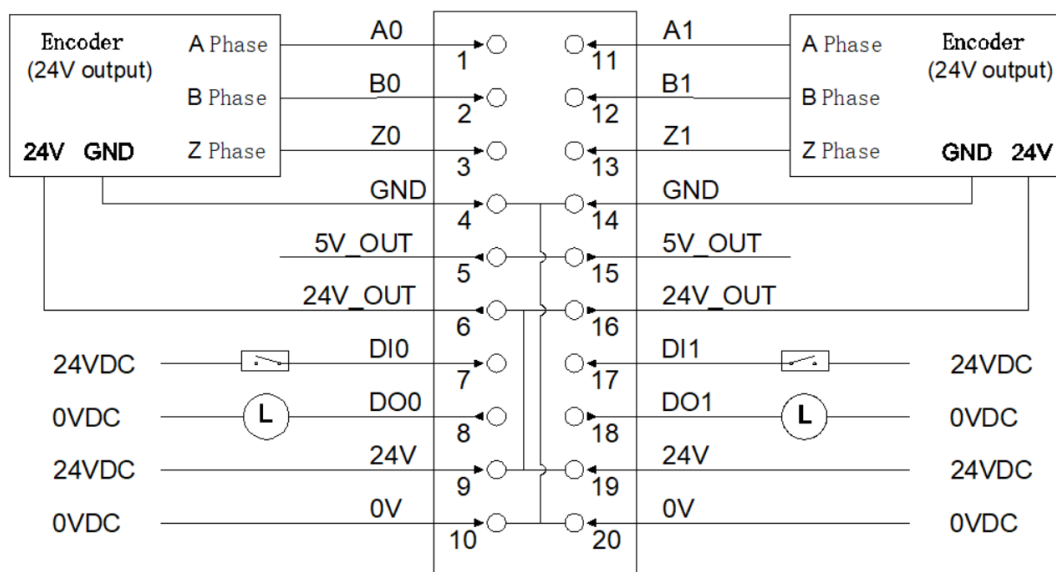 Encoder
(24V output)
A Phase
B Phase
Z Phase
24V GND
A0
B0
Z0
GND
5V_OUT
24V_OUT
24VDC
DI0
0VDC
L
DO0
24VDC
24V
0VDC
0V
1
2
3
4
5
6
7
8
9
10
11
12
13
14
15
16
17
18
19
20
A1
B1
Z1
GND
5V_OUT
24V_OUT
DI1
24VDC
DO1
L
0VDC
24V
24VDC
0V
0VDC
A Phase
B Phase
Z Phase
Encoder
(24V output)
GND 24V